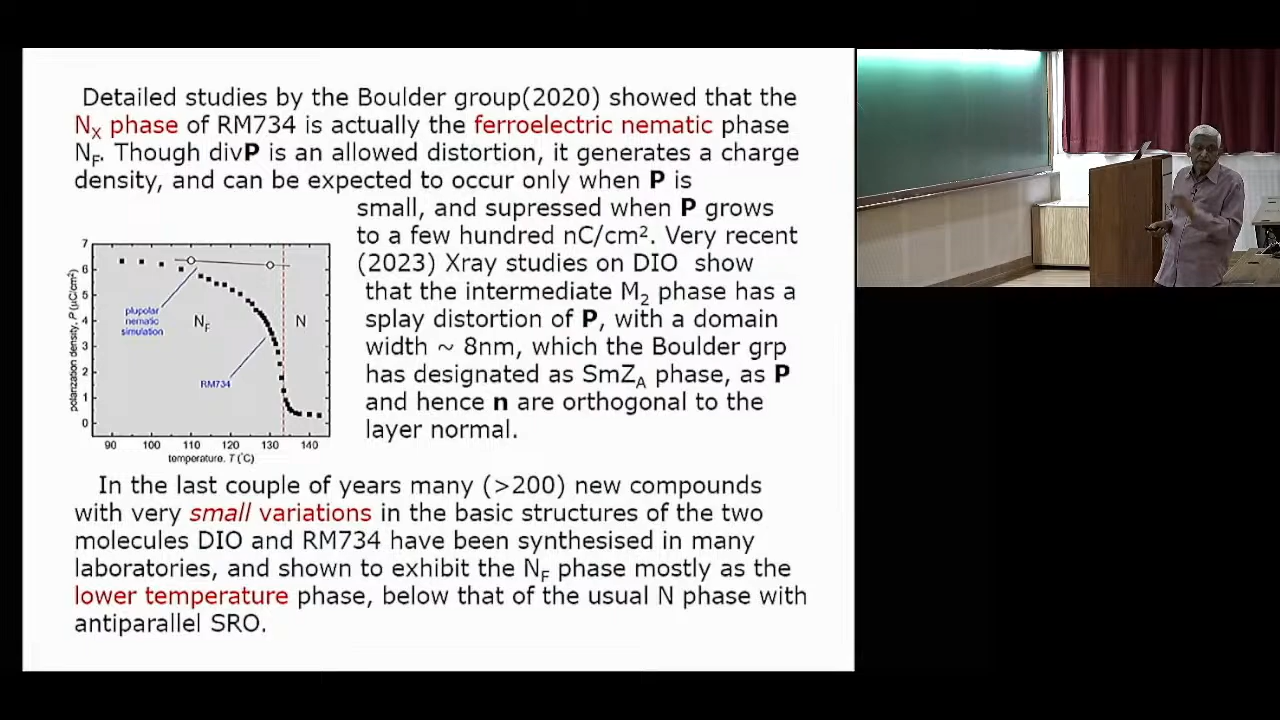 Detailed studies by the Boulder group(2020) showed that the
Nₓ phase of RM734 is actually the ferroelectric nematic phase
N_F. Though divP is an allowed distortion, it generates a charge
density, and can be expected to occur only when P is
small, and supressed when P grows
to a few hundred nC/cm². Very recent
(2023) Xray studies on DIO show
that the intermediate M₂ phase has a
splay distortion of P, with a domain
width ~ 8nm, which the Boulder grp
has designated as SmZ_A phase, as P
and hence n are orthogonal to the
layer normal.
polarization density, P (μC/cm²)
6
5
4
3
2
1
0
plupolar
nematic
simulation
N_F
N
RM734
90 100 110 120 130 140
temperature, T (°C)
In the last couple of years many (>200) new compounds
with very small variations in the basic structures of the two
molecules DIO and RM734 have been synthesised in many
laboratories, and shown to exhibit the N_F phase mostly as the
lower temperature phase, below that of the usual N phase with
antiparallel SRO.